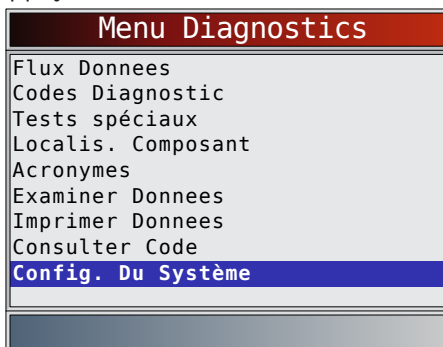 Menu Diagnostics
Flux Donnees
Codes Diagnostic
Tests spéciaux
Localis. Composant
Acronymes
Examiner Donnees
Imprimer Donnees
Consulter Code
Config. Du Système